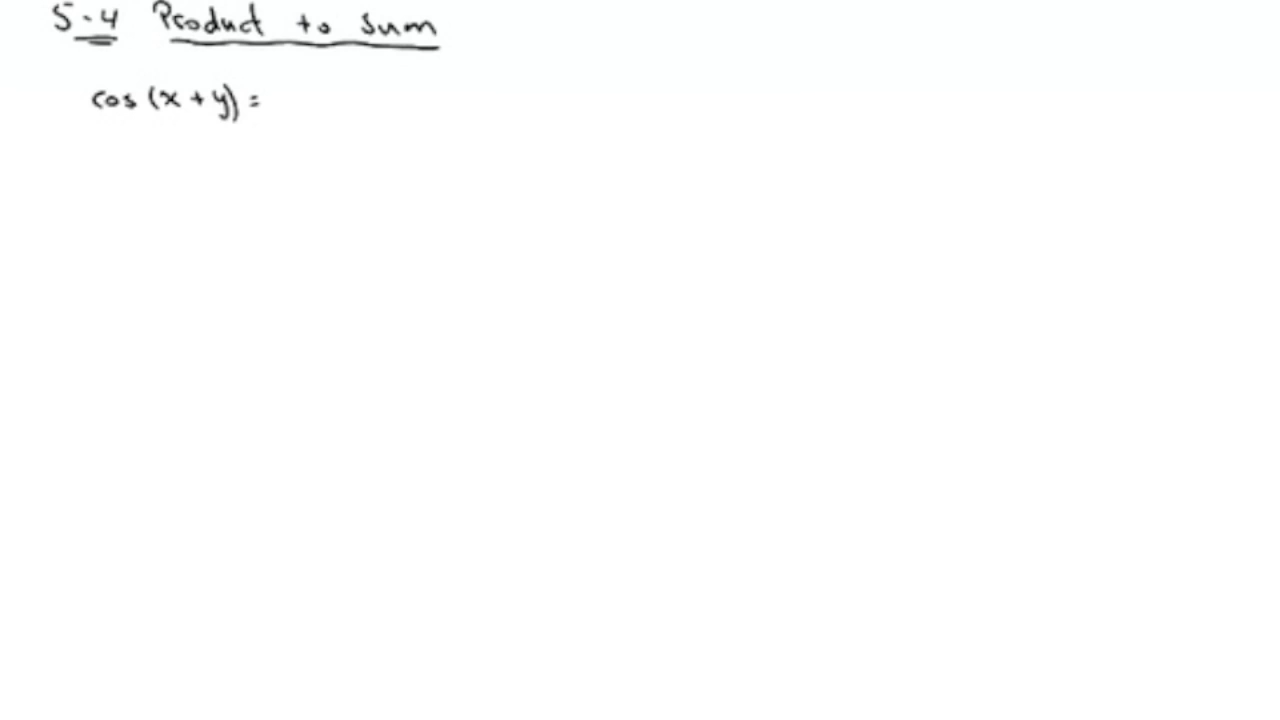 5-4 Product to Sum
cos (x + y) =